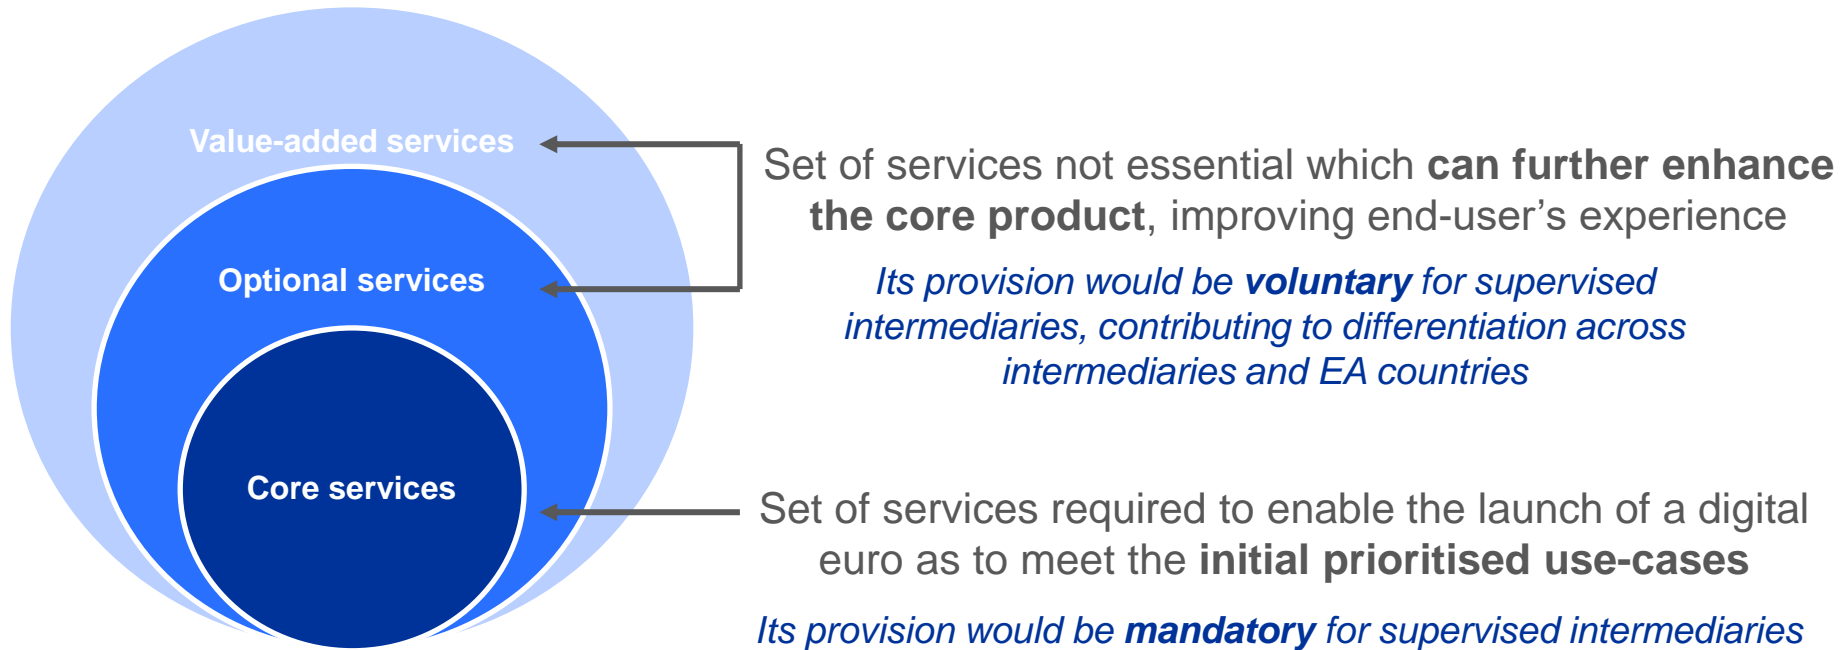 Value-added services
Optional services
Core services
Set of services not essential which can further enhance
the core product, improving end-user’s experience
Its provision would be voluntary for supervised
intermediaries, contributing to differentiation across
intermediaries and EA countries
Set of services required to enable the launch of a digital
euro as to meet the initial prioritised use-cases
Its provision would be mandatory for supervised intermediaries